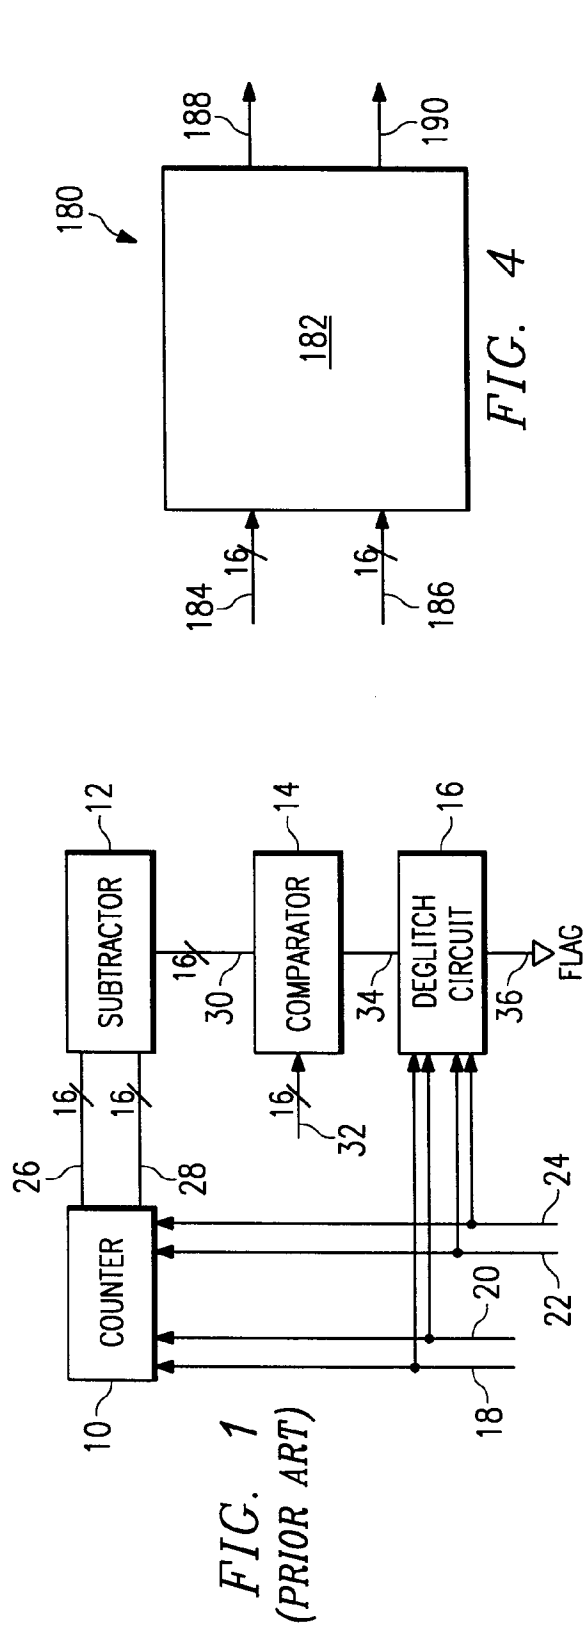 180
188
190
182
184
16
186
16
FIG. 4
12
SUBTRACTOR
14
COMPARATOR
16
DEGLITCH
CIRCUIT
16
30
34
36
FLAG
26
16
28
16
32
16
COUNTER
10
24
22
20
18
FIG. 1
(PRIOR ART)